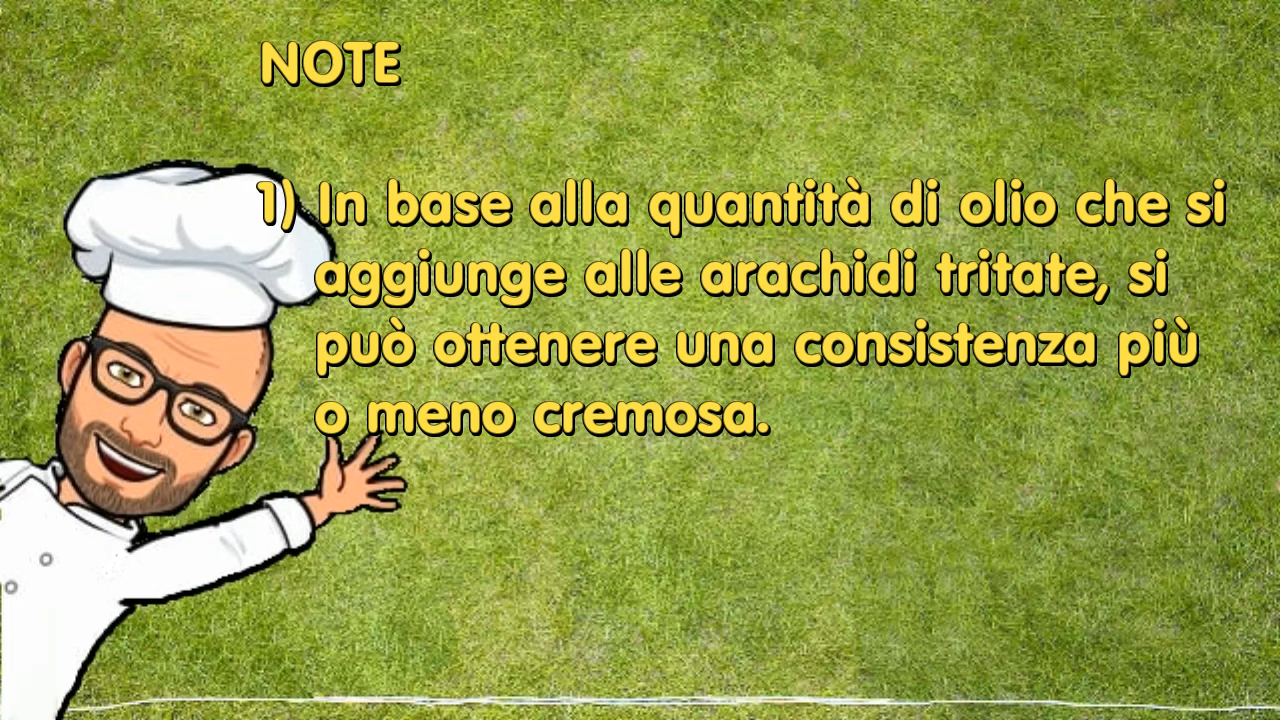 NOTE
1) In base alla quantità di olio che si
aggiunge alle arachidi tritate, si
può ottenere una consistenza più
o meno cremosa.